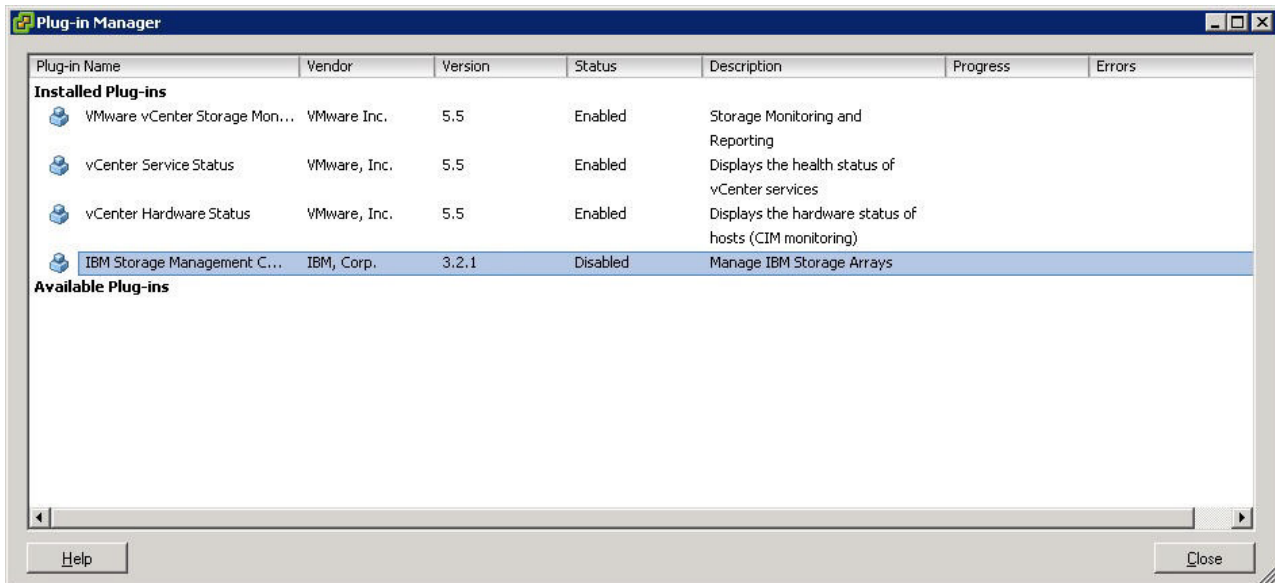 Plug-in Manager
Plug-in Name Vendor Version Status Description Progress Errors
Installed Plug-ins
VMware vCenter Storage Mon... VMware Inc. 5.5 Enabled Storage Monitoring and
Reporting
vCenter Service Status VMware, Inc. 5.5 Enabled Displays the health status of
vCenter services
vCenter Hardware Status VMware, Inc. 5.5 Enabled Displays the hardware status of
hosts (CIM monitoring)
IBM Storage Management C... IBM, Corp. 3.2.1 Disabled Manage IBM Storage Arrays
Available Plug-ins
Help Close